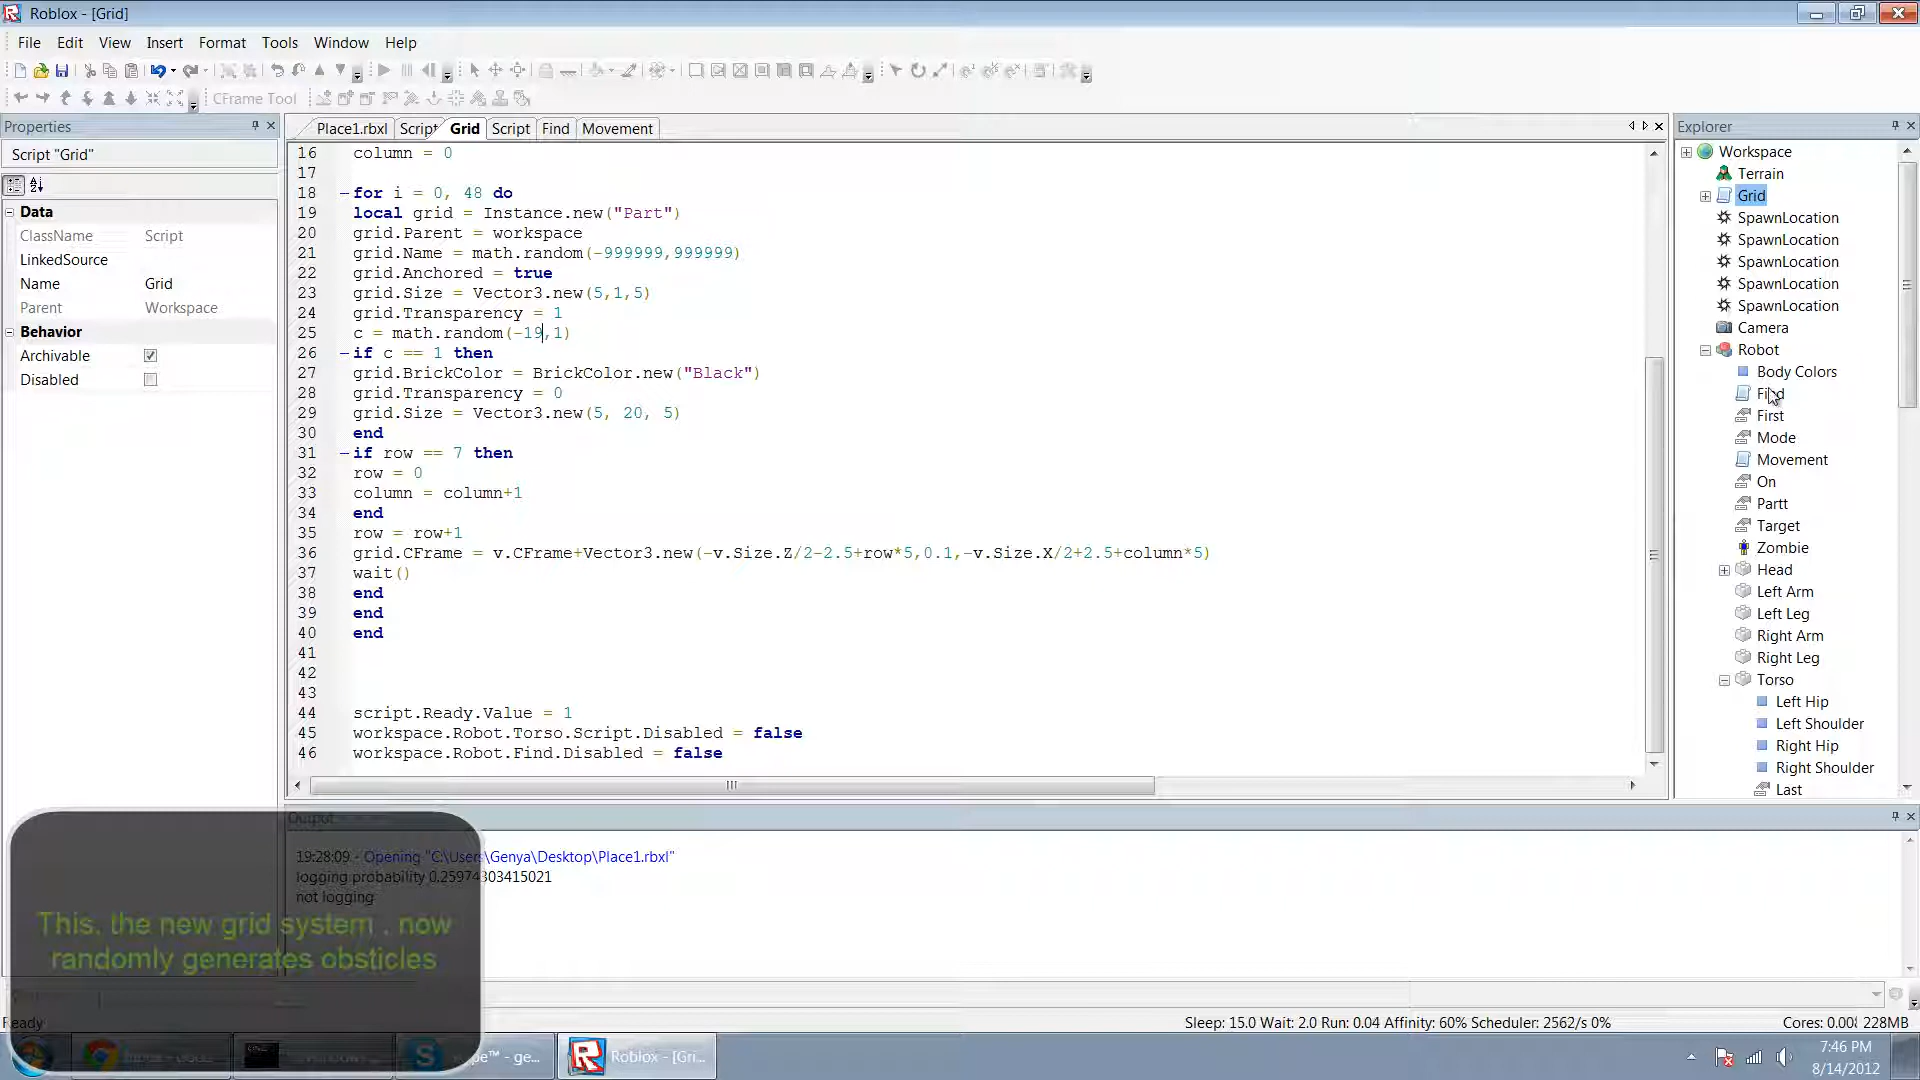 Roblox - [Grid]
File Edit View Insert Format Tools Window Help
CFrame Tool
Properties
Script "Grid"
Data
ClassName Script
LinkedSource
Name Grid
Parent Workspace
Behavior
Archivable
Disabled
Place1.rbxl Script Grid Script Find Movement
16 column = 0
17
18 for i = 0, 48 do
19 local grid = Instance.new("Part")
20 grid.Parent = workspace
21 grid.Name = math.random(-999999,999999)
22 grid.Anchored = true
23 grid.Size = Vector3.new(5,1,5)
24 grid.Transparency = 1
25 c = math.random(-19,1)
26 if c == 1 then
27 grid.BrickColor = BrickColor.new("Black")
28 grid.Transparency = 0
29 grid.Size = Vector3.new(5, 20, 5)
30 end
31 if row == 7 then
32 row = 0
33 column = column+1
34 end
35 row = row+1
36 grid.CFrame = v.CFrame+Vector3.new(-v.Size.Z/2-2.5+row*5,0.1,-v.Size.X/2+2.5+column*5)
37 wait()
38 end
39 end
40 end
41
42
43
44 script.Ready.Value = 1
45 workspace.Robot.Torso.Script.Disabled = false
46 workspace.Robot.Find.Disabled = false
Explorer
Workspace
Terrain
Grid
SpawnLocation
SpawnLocation
SpawnLocation
SpawnLocation
SpawnLocation
Camera
Robot
Body Colors
Find
First
Mode
Movement
On
Partt
Target
Zombie
Head
Left Arm
Left Leg
Right Arm
Right Leg
Torso
Left Hip
Left Shoulder
Right Hip
Right Shoulder
Last
Output
19:28:09 - Opening "C:\Users\Genya\Desktop\Place1.rbxl"
logging probability 0.25974303415021
not logging
This. the new grid system , now
randomly generates obsticles
Ready
Sleep: 15.0 Wait: 2.0 Run: 0.04 Affinity: 60% Scheduler: 2562/s 0%
Cores: 0.00 228MB
Roblox - [Gri...
7:46 PM
8/14/2012